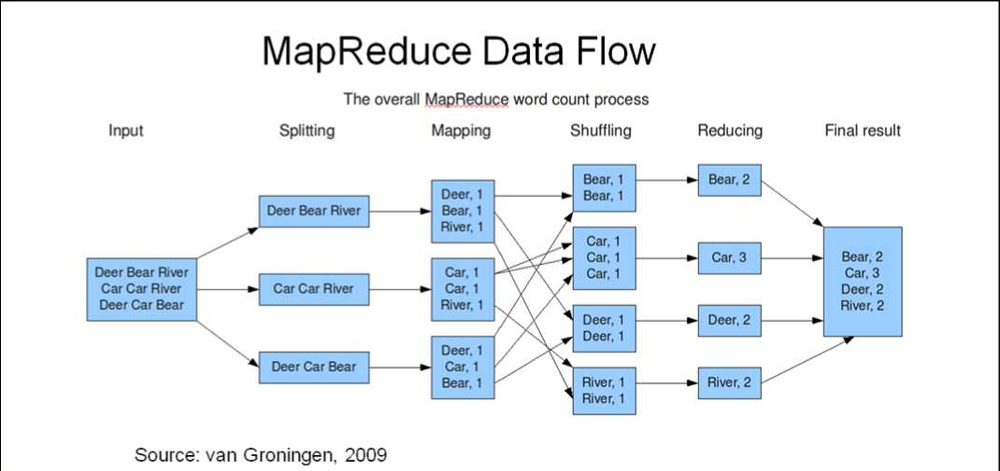 MapReduce Data Flow
The overall MapReduce word count process
Input
Splitting
Mapping
Shuffling
Reducing
Final result
Deer Bear River
Car Car River
Deer Car Bear
Deer Bear River
Car Car River
Deer Car Bear
Deer, 1
Bear, 1
River, 1
Car, 1
Car, 1
River, 1
Deer, 1
Car, 1
Bear, 1
Bear, 1
Bear, 1
Car, 1
Car, 1
Car, 1
Deer, 1
Deer, 1
River, 1
River, 1
Bear, 2
Car, 3
Deer, 2
River, 2
Bear, 2
Car, 3
Deer, 2
River, 2
Source: van Groningen, 2009